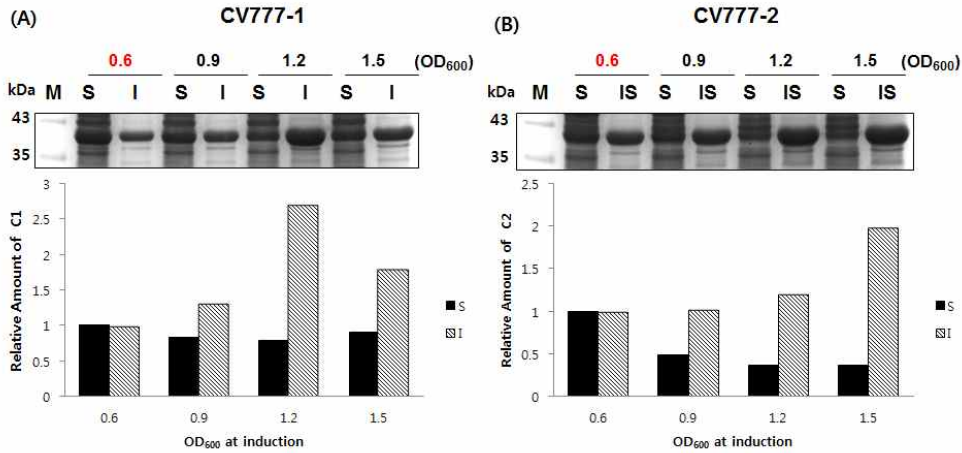 (A)
CV777-1
0.6 0.9 1.2 1.5 (OD600)
kDa M S I S I S I S I
43
35
3
2.5
2
1.5
1
0.5
0
Relative Amount of C1
S
I
0.6 0.9 1.2 1.5
OD600 at induction
(B)
CV777-2
0.6 0.9 1.2 1.5 (OD600)
kDa M S IS S IS S IS S IS
43
35
2.5
2
1.5
1
0.5
0
Relative Amount of C2
S
I
0.6 0.9 1.2 1.5
OD600 at induction